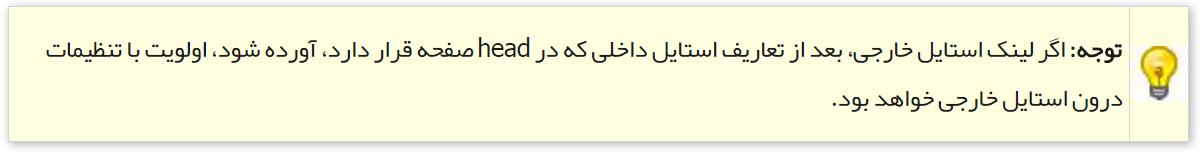 توجه: اگر لینک استایل خارجی، بعد از تعاریف استایل داخلی که در head صفحه قرار دارد، آورده شود، اولویت با تنظیمات
درون استایل خارجی خواهد بود.